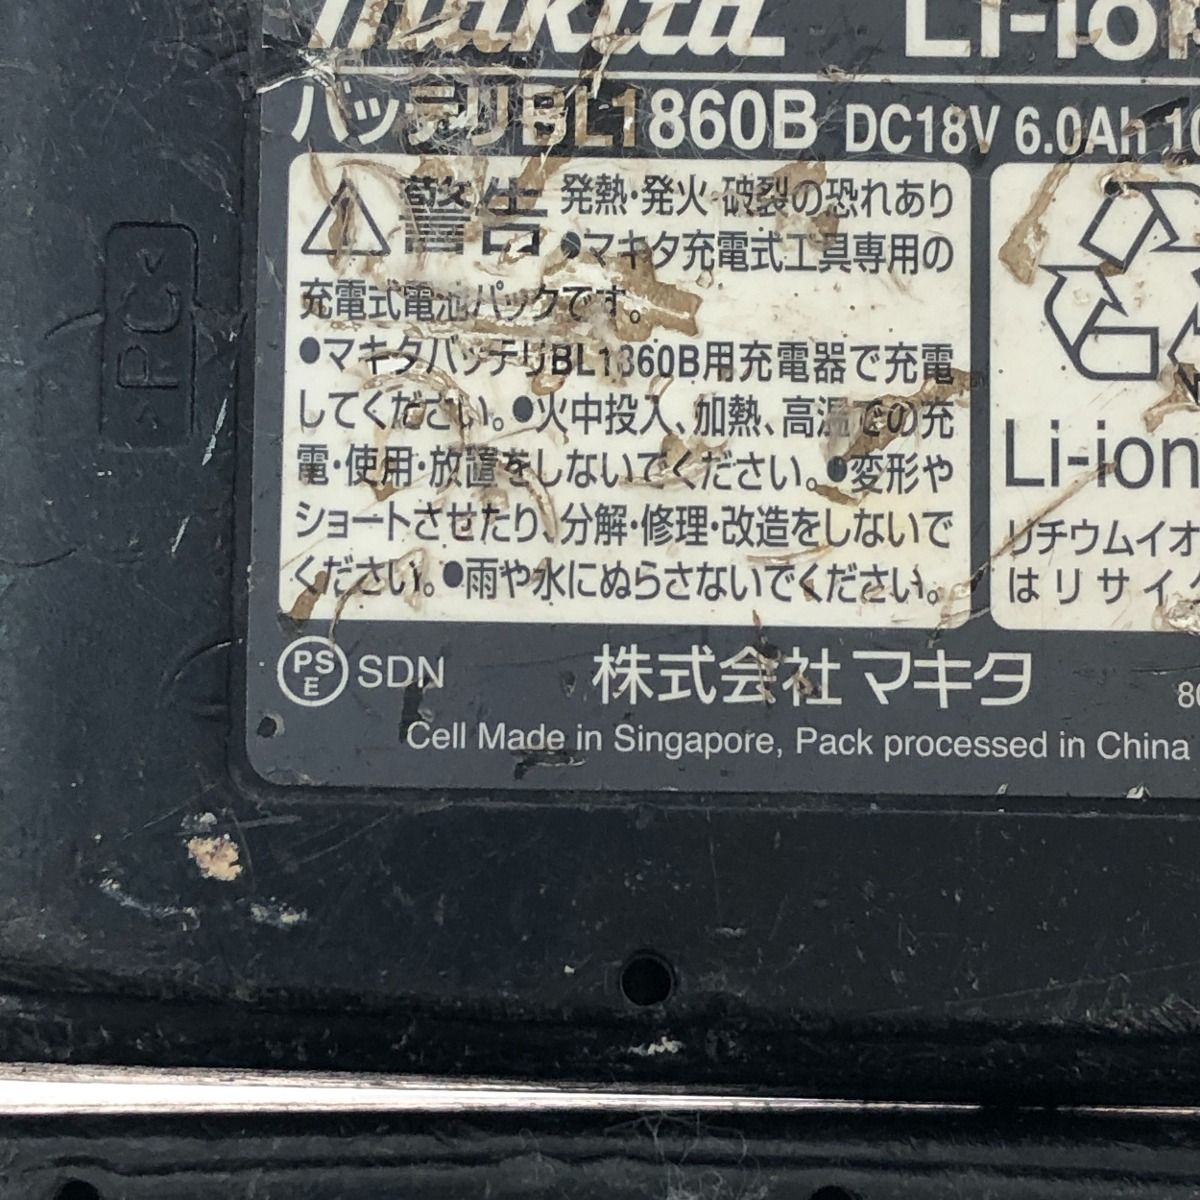 makita Li-ion
バッテリBL1860B DC18V 6.0Ah 10
警告 発熱・発火・破裂の恐れあり
●マキタ充電式工具専用の
充電式電池パックです。
●マキタバッテリBL1860B用充電器で充電
してください。●火中投入、加熱、高温での充
電・使用・放置をしないでください。●変形や
ショートさせたり、分解・修理・改造をしないで
ください。●雨や水にぬらさないでください。
Li-ion
リチウムイオ
はリサイク
PSE SDN 株式会社マキタ 80
Cell Made in Singapore, Pack processed in China
>PC<